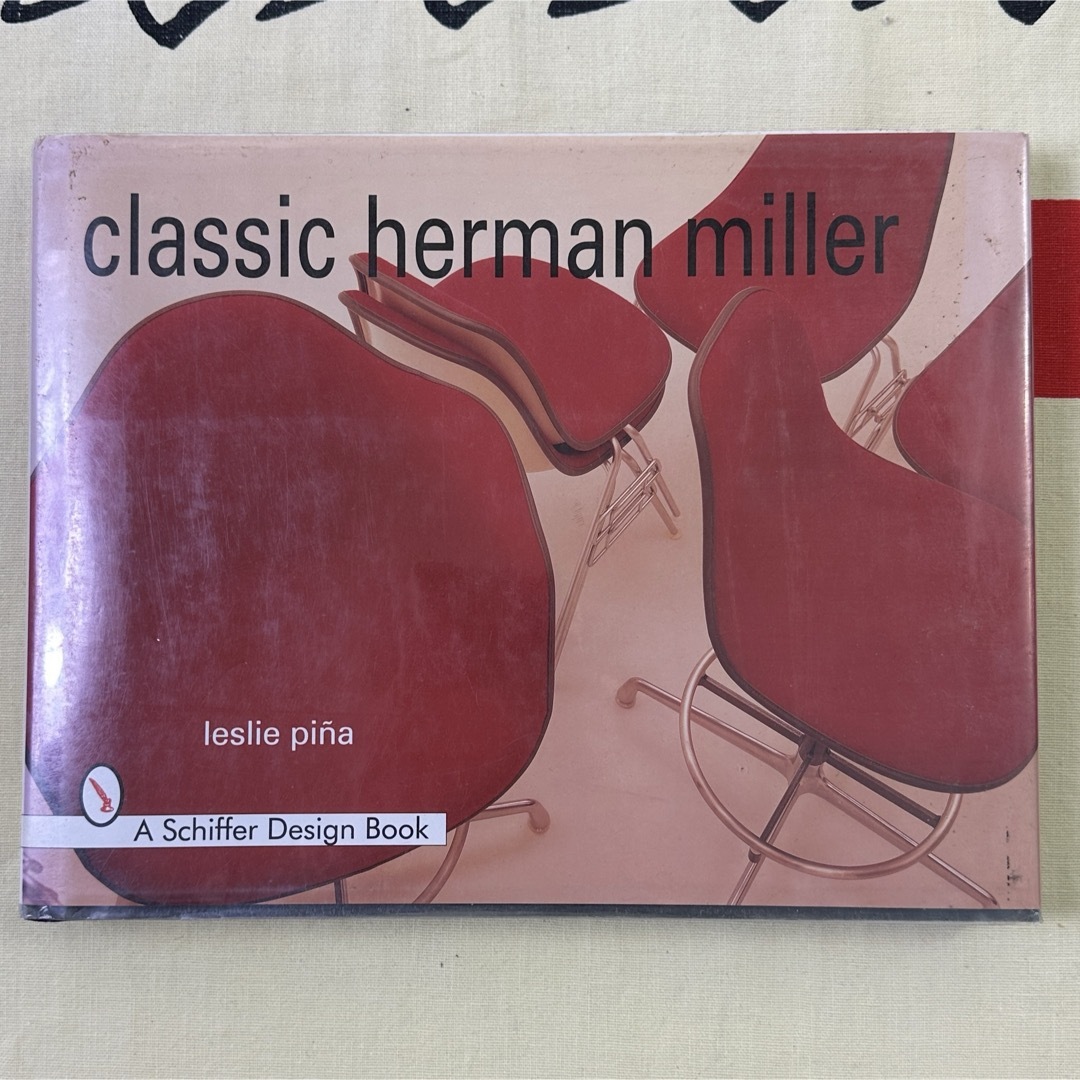 classic herman miller
leslie piña
A Schiffer Design Book